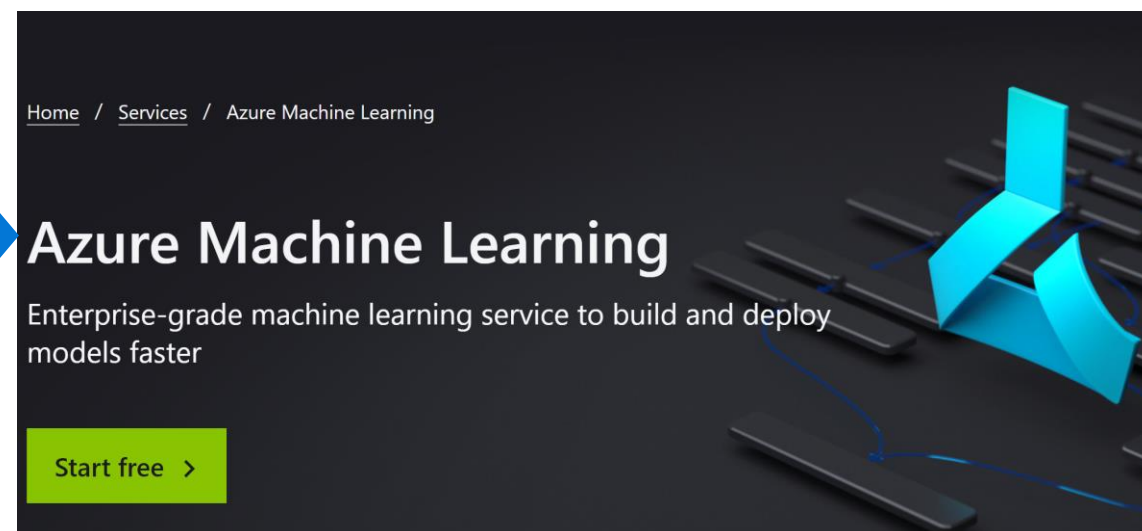 Home / Services / Azure Machine Learning
Azure Machine Learning
Enterprise-grade machine learning service to build and deploy
models faster
Start free >